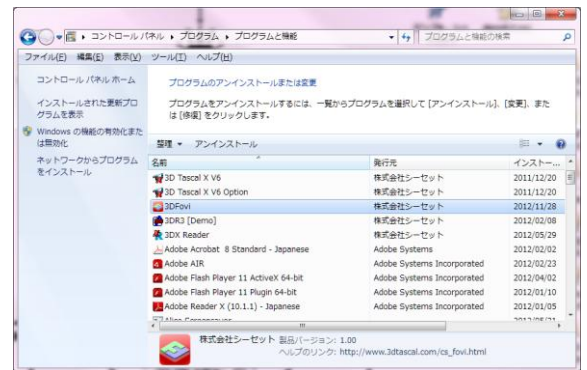 コントロール パネル ▸ プログラム ▸ プログラムと機能
プログラムと機能の検索
ファイル(F) 編集(E) 表示(V) ツール(T) ヘルプ(H)
コントロール パネル ホーム
インストールされた更新プロ
グラムを表示
Windows の機能の有効化また
は無効化
ネットワークからプログラム
をインストール
プログラムのアンインストールまたは変更
プログラムをアンインストールするには、一覧からプログラムを選択して [アンインストール]、[変更]、また
は [修復] をクリックします。
整理 ▼ アンインストール
名前 発行元 インストー...
3D Tascal X V6 株式会社シーセット 2011/12/20
3D Tascal X V6 Option 株式会社シーセット 2011/12/20
3DFovi 株式会社シーセット 2012/11/28
3DR3 [Demo] 株式会社シーセット 2012/02/08
3DX Reader 株式会社シーセット 2012/05/29
Adobe Acrobat 8 Standard - Japanese Adobe Systems 2012/02/02
Adobe AIR Adobe Systems Incorporated 2012/02/23
Adobe Flash Player 11 ActiveX 64-bit Adobe Systems Incorporated 2012/04/02
Adobe Flash Player 11 Plugin 64-bit Adobe Systems Incorporated 2012/01/10
Adobe Reader X (10.1.1) - Japanese Adobe Systems Incorporated 2012/01/05
株式会社シーセット 製品バージョン: 1.00
ヘルプのリンク: http://www.3dtascal.com/cs_fovi.html